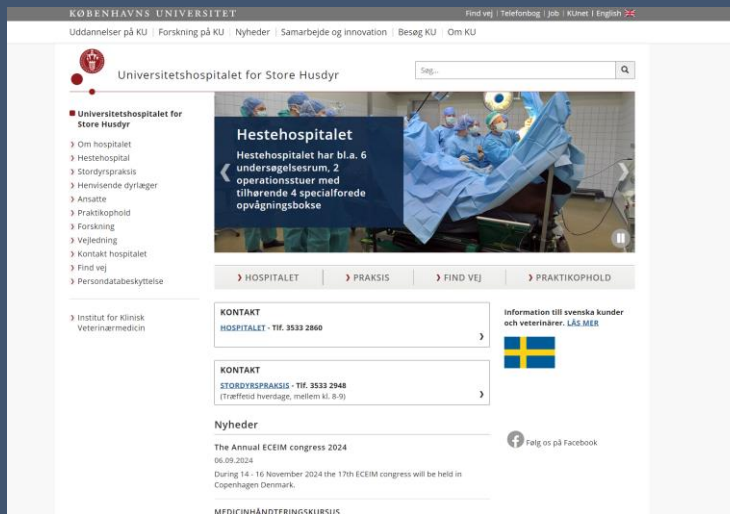 KØBENHAVNS UNIVERSITET
Find vej | Telefonbog | Job | KUnet | English
Uddannelser på KU | Forskning på KU | Nyheder | Samarbejde og innovation | Besøg KU | Om KU
Universitetshospitalet for Store Husdyr
Søg...
Universitetshospitalet for
Store Husdyr
Om hospitalet
Hestehospital
Stordyrspraksis
Henvisende dyrlæger
Ansatte
Praktikophold
Forskning
Vejledning
Kontakt hospitalet
Find vej
Persondatabeskyttelse
Institut for Klinisk
Veterinærmedicin
Hestehospitalet
Hestehospitalet har bl.a. 6
undersøgelsesrum, 2
operationsstuer med
tilhørende 4 specialforede
opvågningsbokse
HOSPITALET
PRAKSIS
FIND VEJ
PRAKTIKOPHOLD
KONTAKT
HOSPITALET - Tlf. 3533 2860
KONTAKT
STORDYRSPRAKSIS - Tlf. 3533 2948
(Træffetid hverdage, mellem kl. 8-9)
Information till svenska kunder
och veterinärer. LÄS MER
Følg os på Facebook
Nyheder
The Annual ECEIM congress 2024
06.09.2024
During 14 - 16 November 2024 the 17th ECEIM congress will be held in
Copenhagen Denmark.
MEDICINHÅNDTERINGSKURSUS